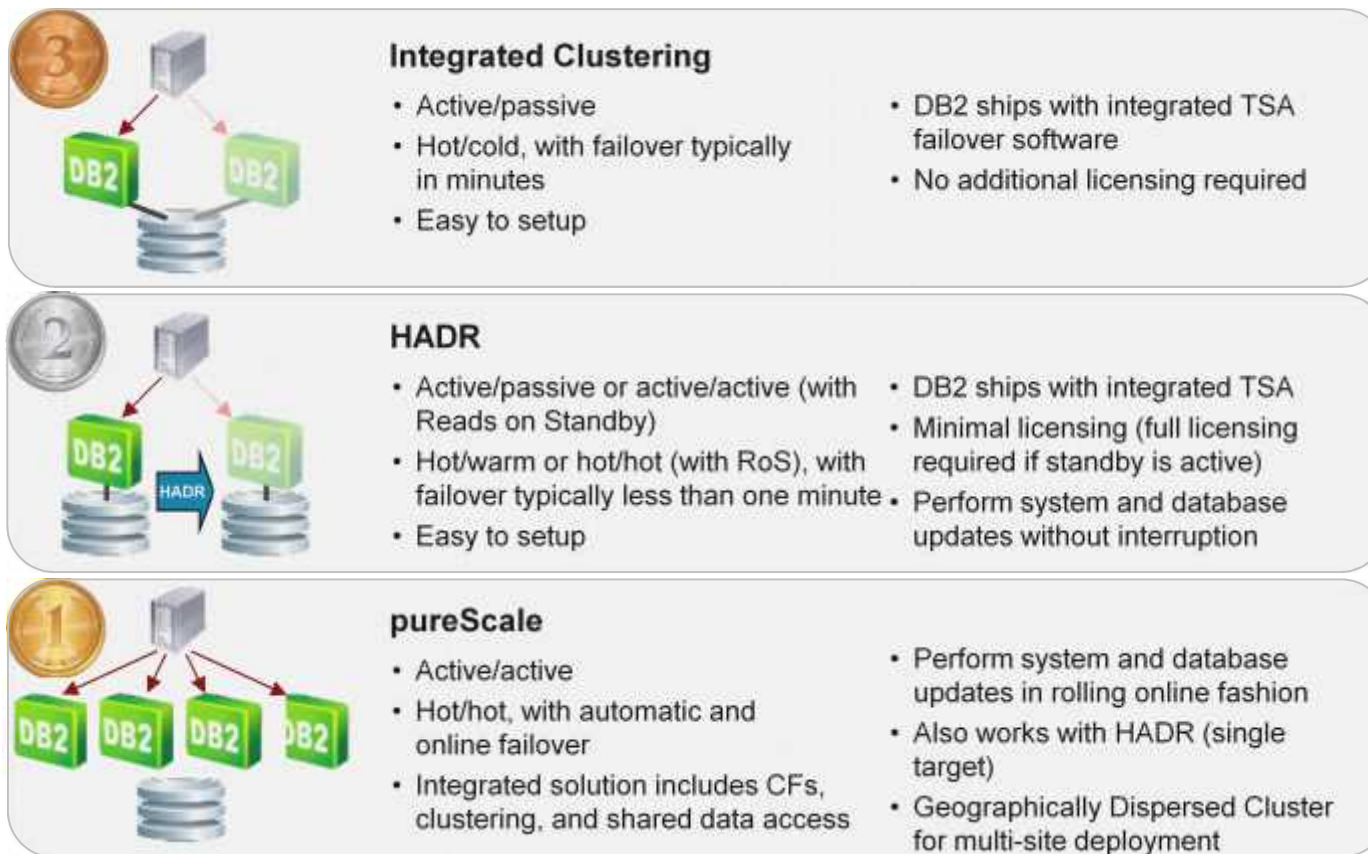 3
DB2
DB2
Integrated Clustering
• Active/passive
• Hot/cold, with failover typically
in minutes
• Easy to setup
• DB2 ships with integrated TSA
failover software
• No additional licensing required
2
DB2
HADR
DB2
HADR
• Active/passive or active/active (with
Reads on Standby)
• Hot/warm or hot/hot (with RoS), with
failover typically less than one minute
• Easy to setup
• DB2 ships with integrated TSA
• Minimal licensing (full licensing
required if standby is active)
• Perform system and database
updates without interruption
1
DB2
DB2
DB2
DB2
pureScale
• Active/active
• Hot/hot, with automatic and
online failover
• Integrated solution includes CFs,
clustering, and shared data access
• Perform system and database
updates in rolling online fashion
• Also works with HADR (single
target)
• Geographically Dispersed Cluster
for multi-site deployment